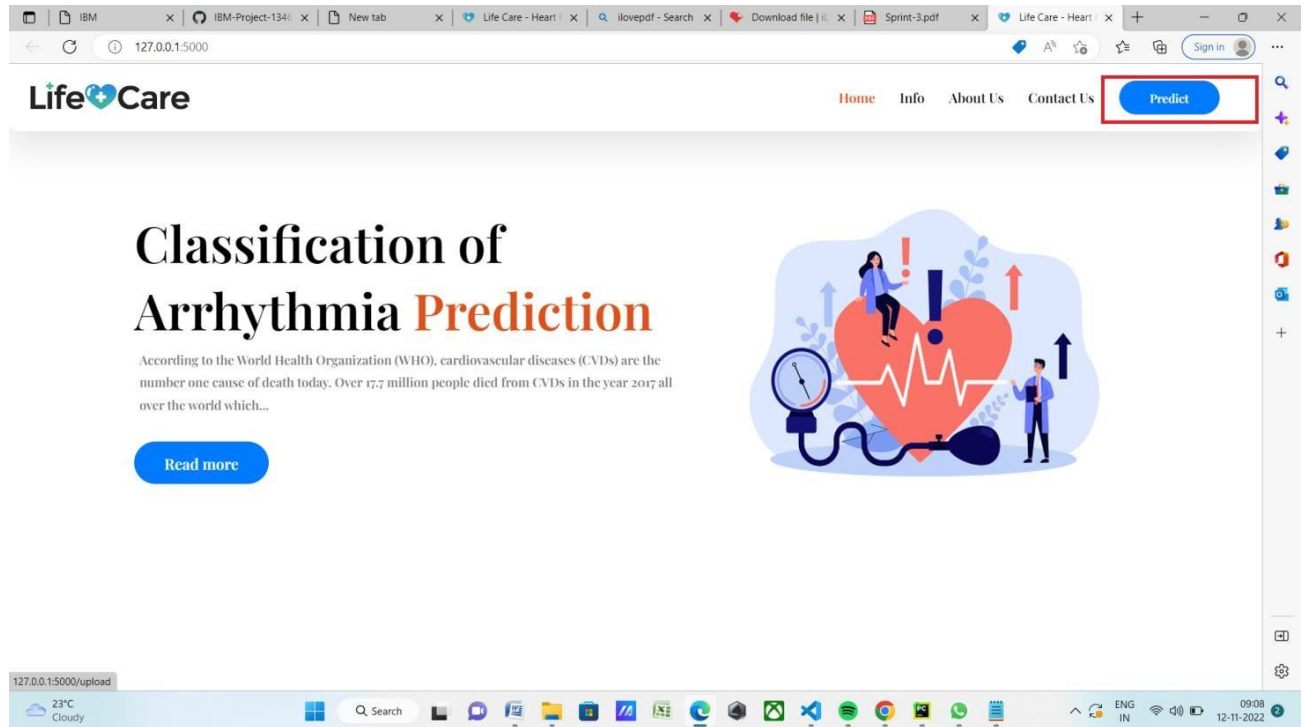 IBM
IBM-Project-1346
New tab
Life Care - Heart
ilovepdf - Search
Download file | iL
Sprint-3.pdf
Life Care - Heart
127.0.0.1:5000
Sign in
Life Care
Home Info About Us Contact Us Predict
Classification of
Arrhythmia Prediction
According to the World Health Organization (WHO), cardiovascular diseases (CVDs) are the
number one cause of death today. Over 17.7 million people died from CVDs in the year 2017 all
over the world which...
Read more
127.0.0.1:5000/upload
23°C
Cloudy
Search
ENG
IN
09:08
12-11-2022
2